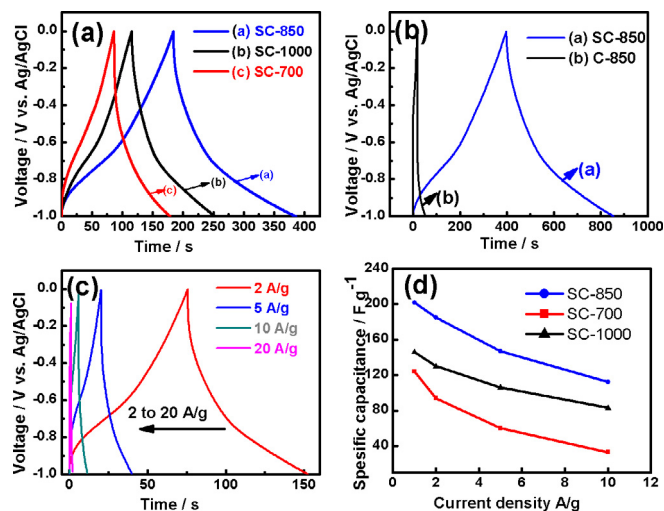 (a)
(a) SC-850
(b) SC-1000
(c) SC-700
Voltage / V vs. Ag/AgCl
0.0
-0.2
-0.4
-0.6
-0.8
-1.0
(a)
(b)
(c)
0 50 100 150 200 250 300 350 400
Time / s
(b)
(a) SC-850
(b) C-850
Voltage / V vs. Ag/AgCl
0.0
-0.2
-0.4
-0.6
-0.8
-1.0
(a)
(b)
0 200 400 600 800 1000
Time / s
(c)
2 A/g
5 A/g
10 A/g
20 A/g
Voltage / V vs. Ag/AgCl
0.0
-0.2
-0.4
-0.6
-0.8
-1.0
2 to 20 A/g
0 50 100 150
Time / s
(d)
SC-850
SC-700
SC-1000
Spesific capacitance / F g-1
240
200
160
120
80
40
0 2 4 6 8 10 12
Current density A/g